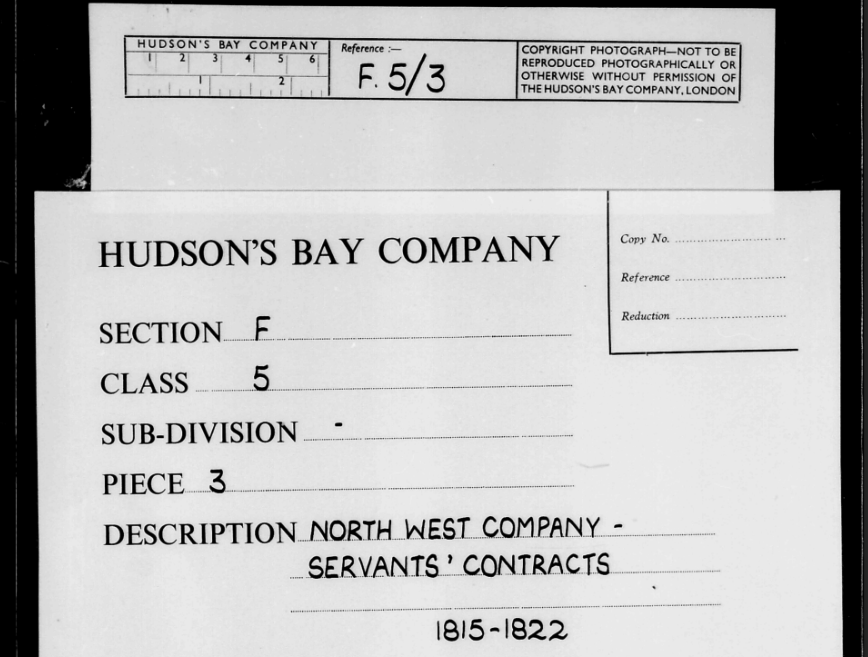 HUDSON'S BAY COMPANY
1 2 3 4 5 6
1 2
Reference :—
F. 5/3
COPYRIGHT PHOTOGRAPH—NOT TO BE
REPRODUCED PHOTOGRAPHICALLY OR
OTHERWISE WITHOUT PERMISSION OF
THE HUDSON'S BAY COMPANY, LONDON
Copy No.
Reference
Reduction
HUDSON'S BAY COMPANY
SECTION F
CLASS 5
SUB-DIVISION -
PIECE 3
DESCRIPTION NORTH WEST COMPANY -
SERVANTS' CONTRACTS
1815-1822